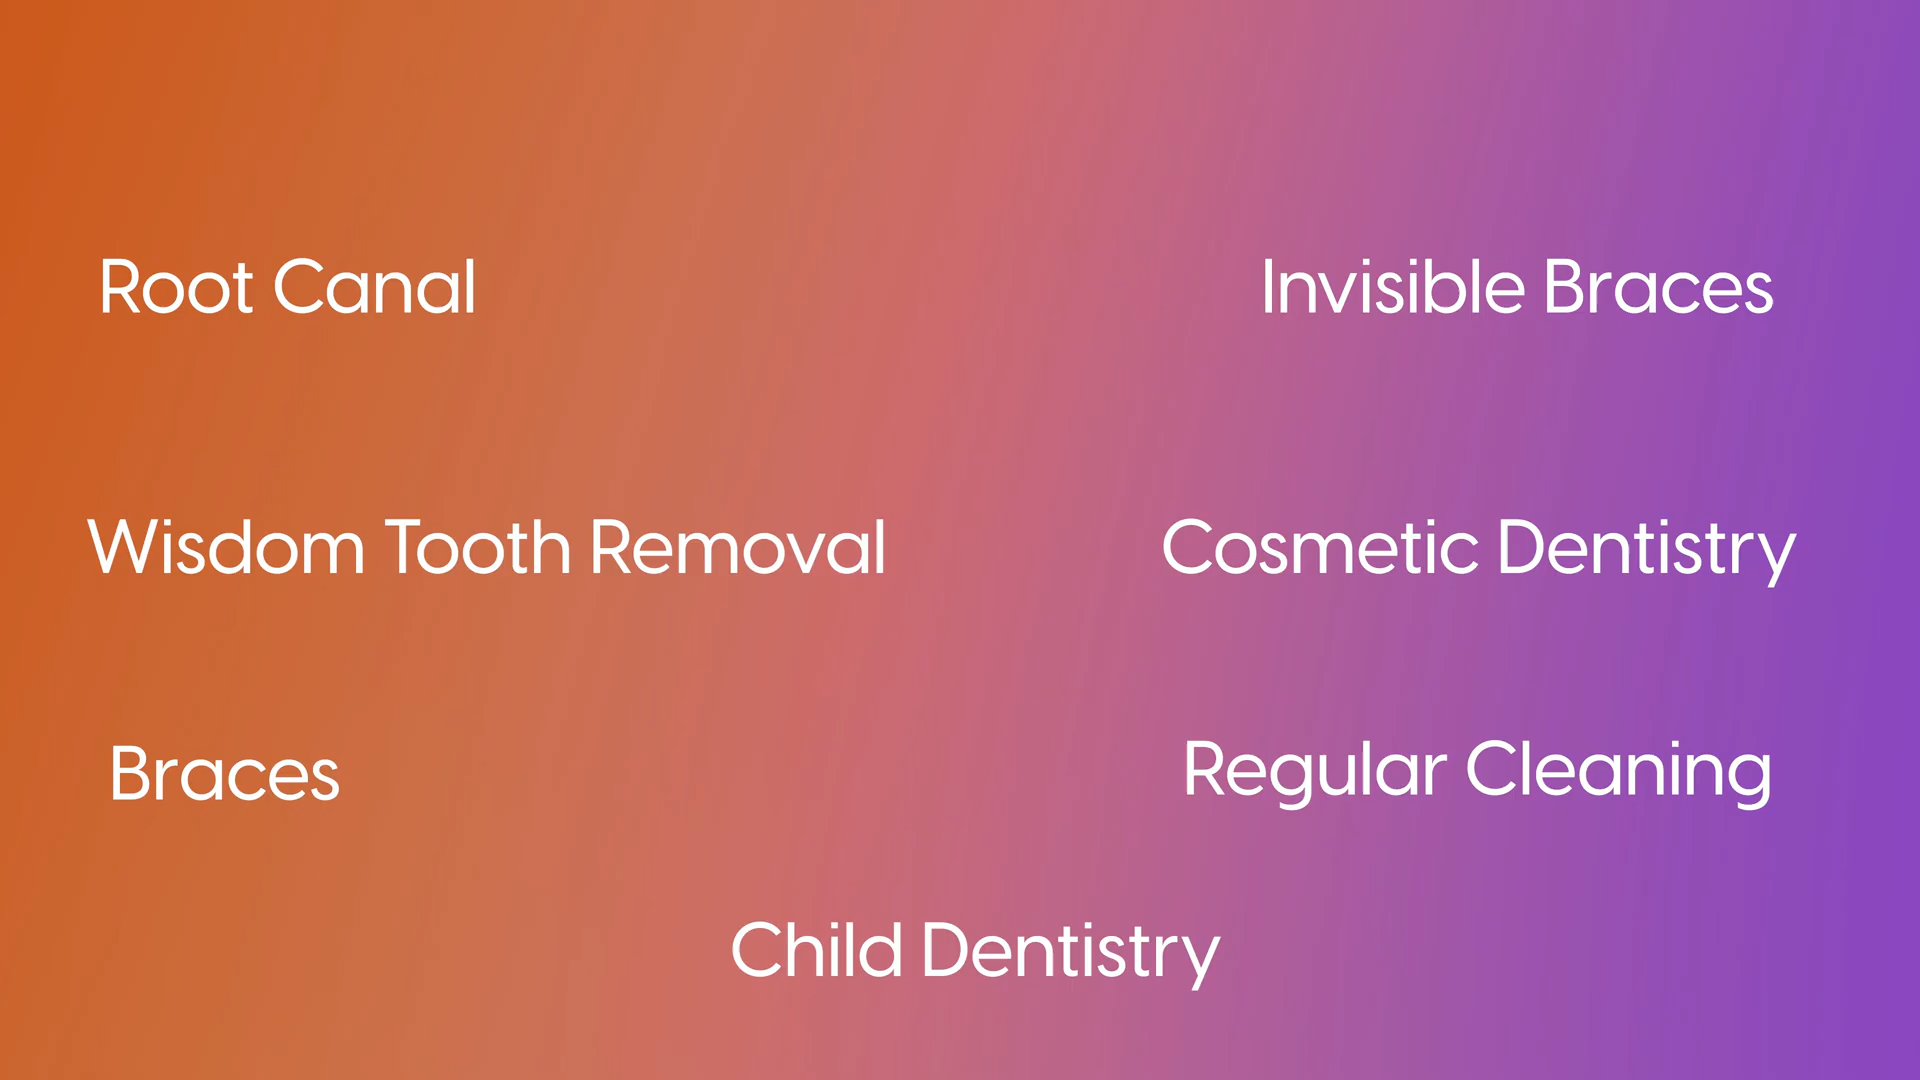 Root Canal
Invisible Braces
Wisdom Tooth Removal
Cosmetic Dentistry
Braces
Regular Cleaning
Child Dentistry